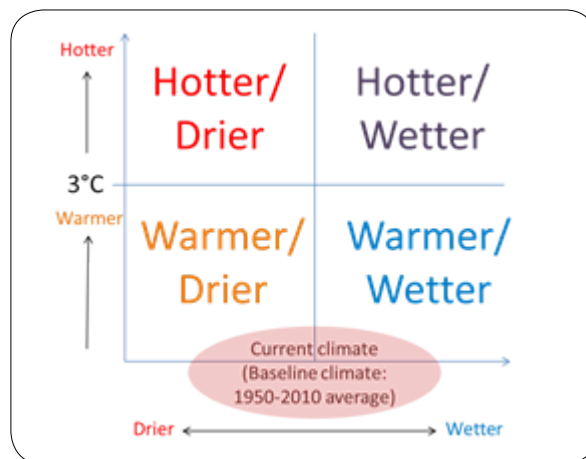 Hotter
Hotter/
Drier
Hotter/
Wetter
3°C
Warmer
Warmer/
Drier
Warmer/
Wetter
Current climate
(Baseline climate:
1950-2010 average)
Drier
Wetter